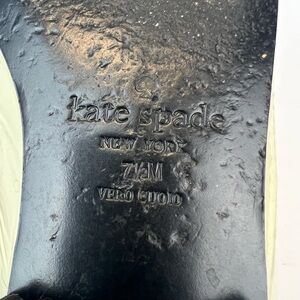 kate spade
NEW YORK
7½M
VERO CUOIO